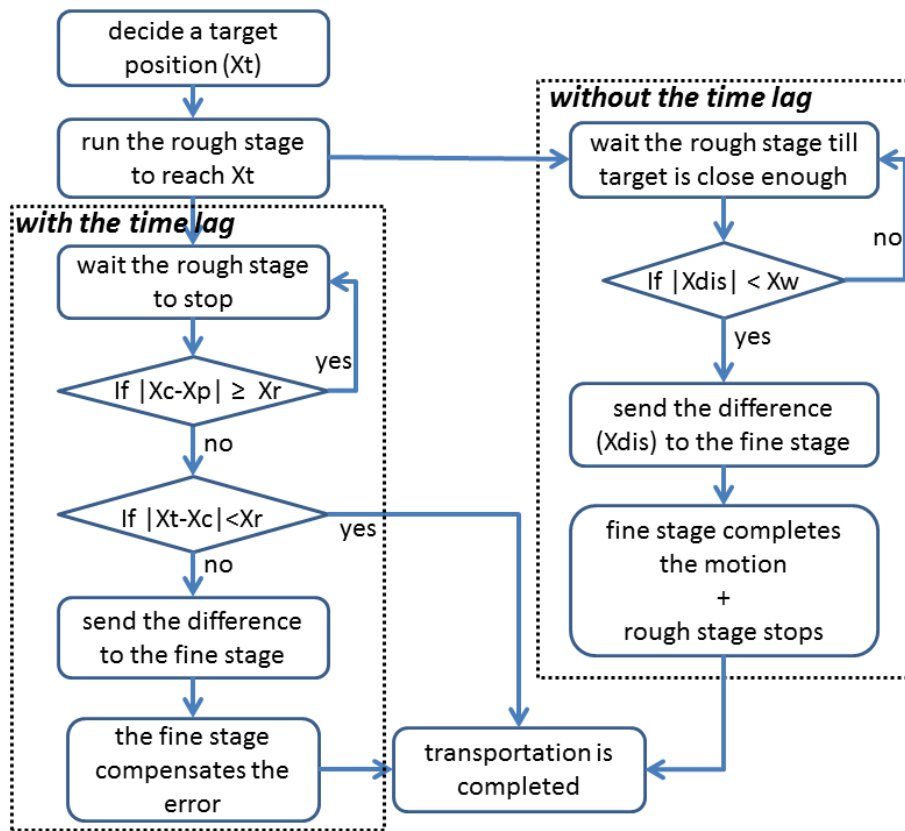 decide a target
position (Xt)
run the rough stage
to reach Xt
with the time lag
wait the rough stage
to stop
yes
If |Xc-Xp| ≥ Xr
no
If |Xt-Xc|<Xr
yes
no
send the difference
to the fine stage
the fine stage
compensates the
error
without the time lag
wait the rough stage till
target is close enough
no
If |Xdis| < Xw
yes
send the difference
(Xdis) to the fine stage
fine stage completes
the motion
+
rough stage stops
transportation is
completed